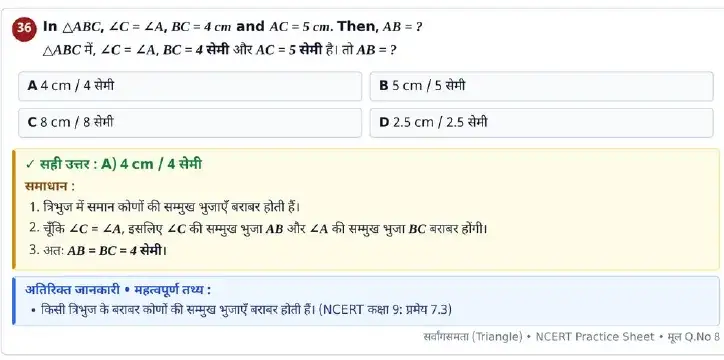 36 In △ABC, ∠C = ∠A, BC = 4 cm and AC = 5 cm. Then, AB = ?
△ABC में, ∠C = ∠A, BC = 4 सेमी और AC = 5 सेमी है। तो AB = ?
A 4 cm / 4 सेमी
B 5 cm / 5 सेमी
C 8 cm / 8 सेमी
D 2.5 cm / 2.5 सेमी
✓ सही उत्तर : A) 4 cm / 4 सेमी
समाधान :
1. त्रिभुज में समान कोणों की सम्मुख भुजाएँ बराबर होती हैं।
2. चूँकि ∠C = ∠A, इसलिए ∠C की सम्मुख भुजा AB और ∠A की सम्मुख भुजा BC बराबर होंगी।
3. अतः AB = BC = 4 सेमी।
अतिरिक्त जानकारी • महत्वपूर्ण तथ्य :
• किसी त्रिभुज के बराबर कोणों की सम्मुख भुजाएँ बराबर होती हैं। (NCERT कक्षा 9: प्रमेय 7.3)
सर्वांगसमता (Triangle) • NCERT Practice Sheet • मूल Q.No 8